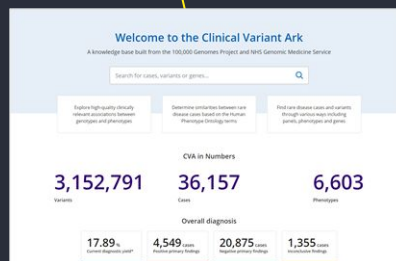 Welcome to the Clinical Variant Ark
A knowledge base built from the 100,000 Genomes Project and NHS Genomic Medicine Service
Search for cases, variants or genes...
Explore high-quality clinically
relevant associations between
genotypes and phenotypes
Determine similarities between rare
disease cases based on the Human
Phenotype Ontology terms
Find rare disease cases and variants
through various ways including
panels, phenotypes and genes
CVA in Numbers
3,152,791 36,157 6,603
Variants Cases Phenotypes
Overall diagnosis
17.89 % 4,549 cases 20,875 cases 1,355 cases
Current diagnostic yield* Positive primary findings Negative primary findings Inconclusive findings